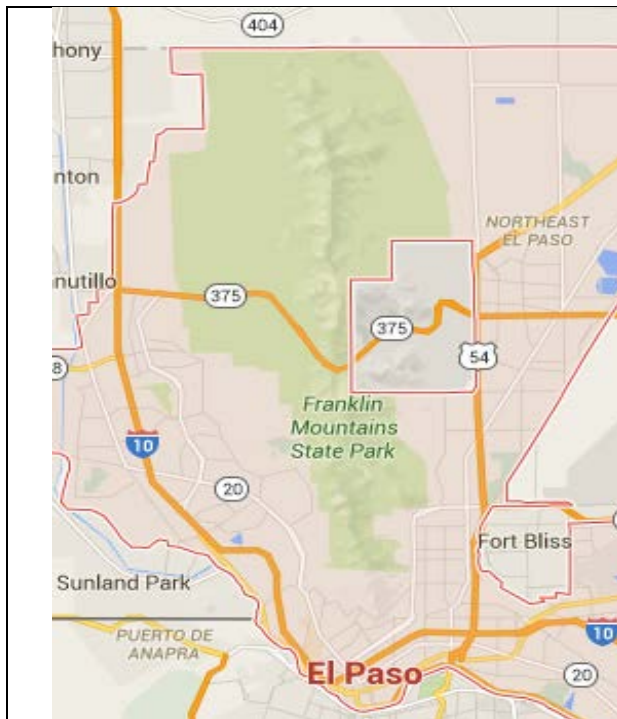 404
hony
nton
NORTHEAST
EL PASO
nutillo
375
375
54
8
Franklin
Mountains
State Park
10
20
Fort Bliss
Sunland Park
PUERTO DE
ANAPRA
10
El Paso
20